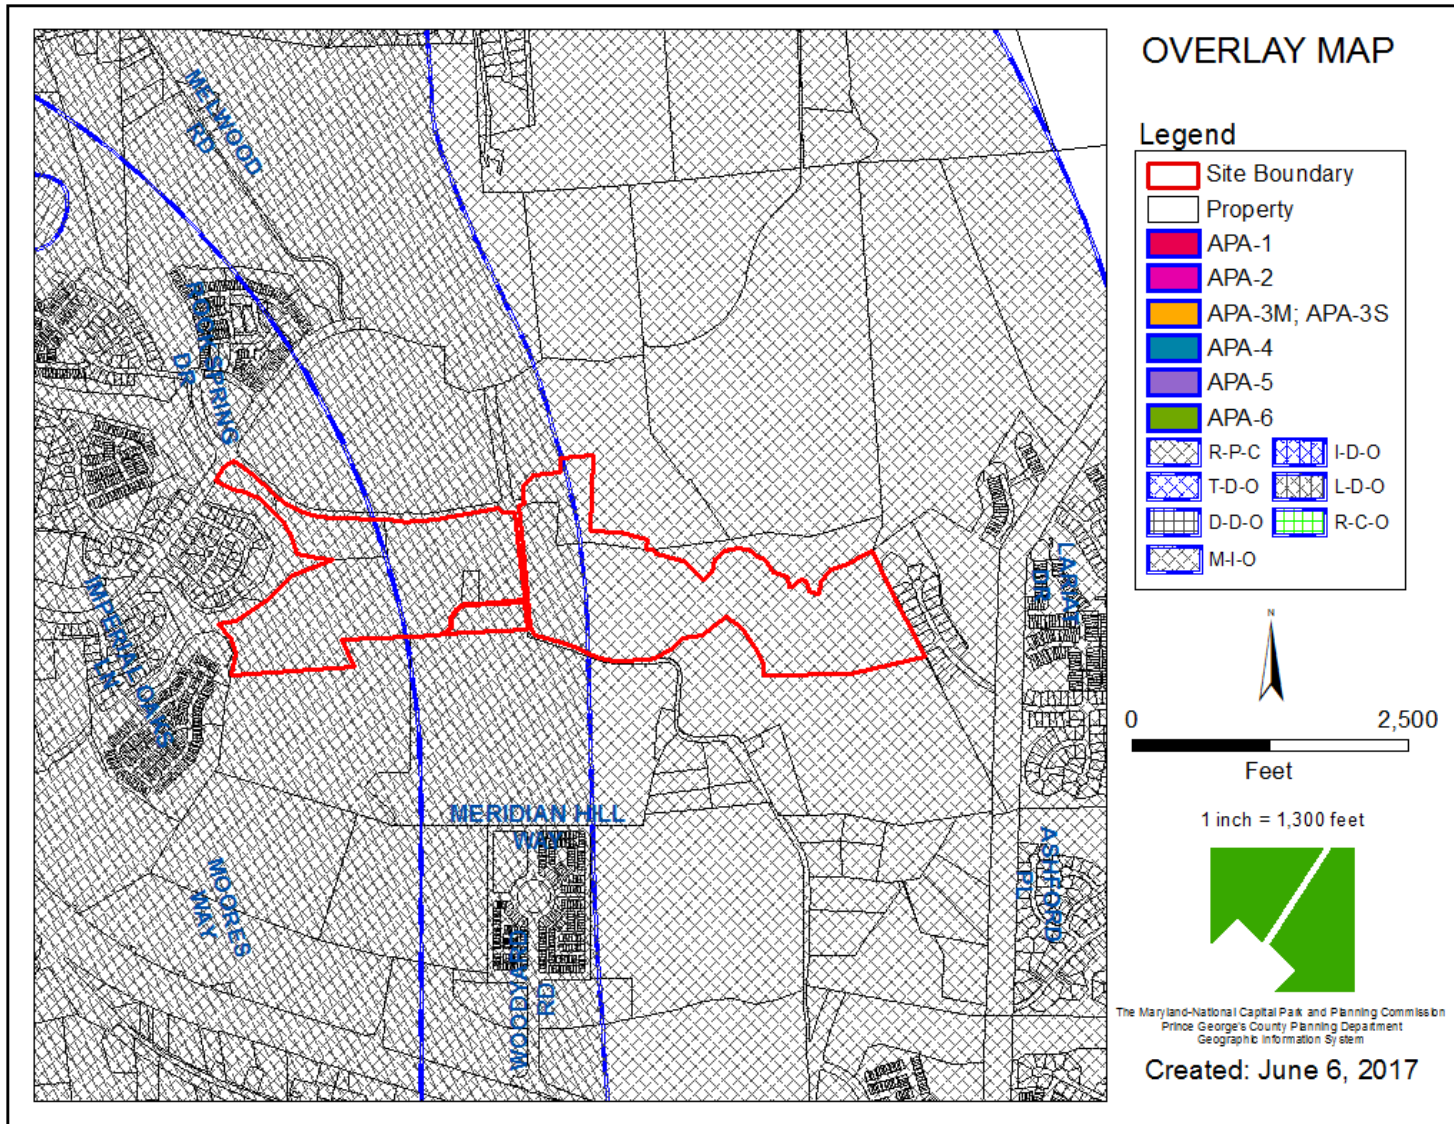 OVERLAY MAP
Legend
Site Boundary
Property
APA-1
APA-2
APA-3M; APA-3S
APA-4
APA-5
APA-6
R-P-C
I-D-O
T-D-O
L-D-O
D-D-O
R-C-O
M-I-O
N
0 2,500
Feet
1 inch = 1,300 feet
The Maryland-National Capital Park and Planning Commission
Prince George's County Planning Department
Geographic Information System
Created: June 6, 2017
MELWOOD
RD
ROCK SPRING
DR
IMPERIAL OAKS
LN
MOORES
WAY
MERIDIAN HILL
WAY
WOODYARD
RD
LARIAT
DR
ASHFORD
PL